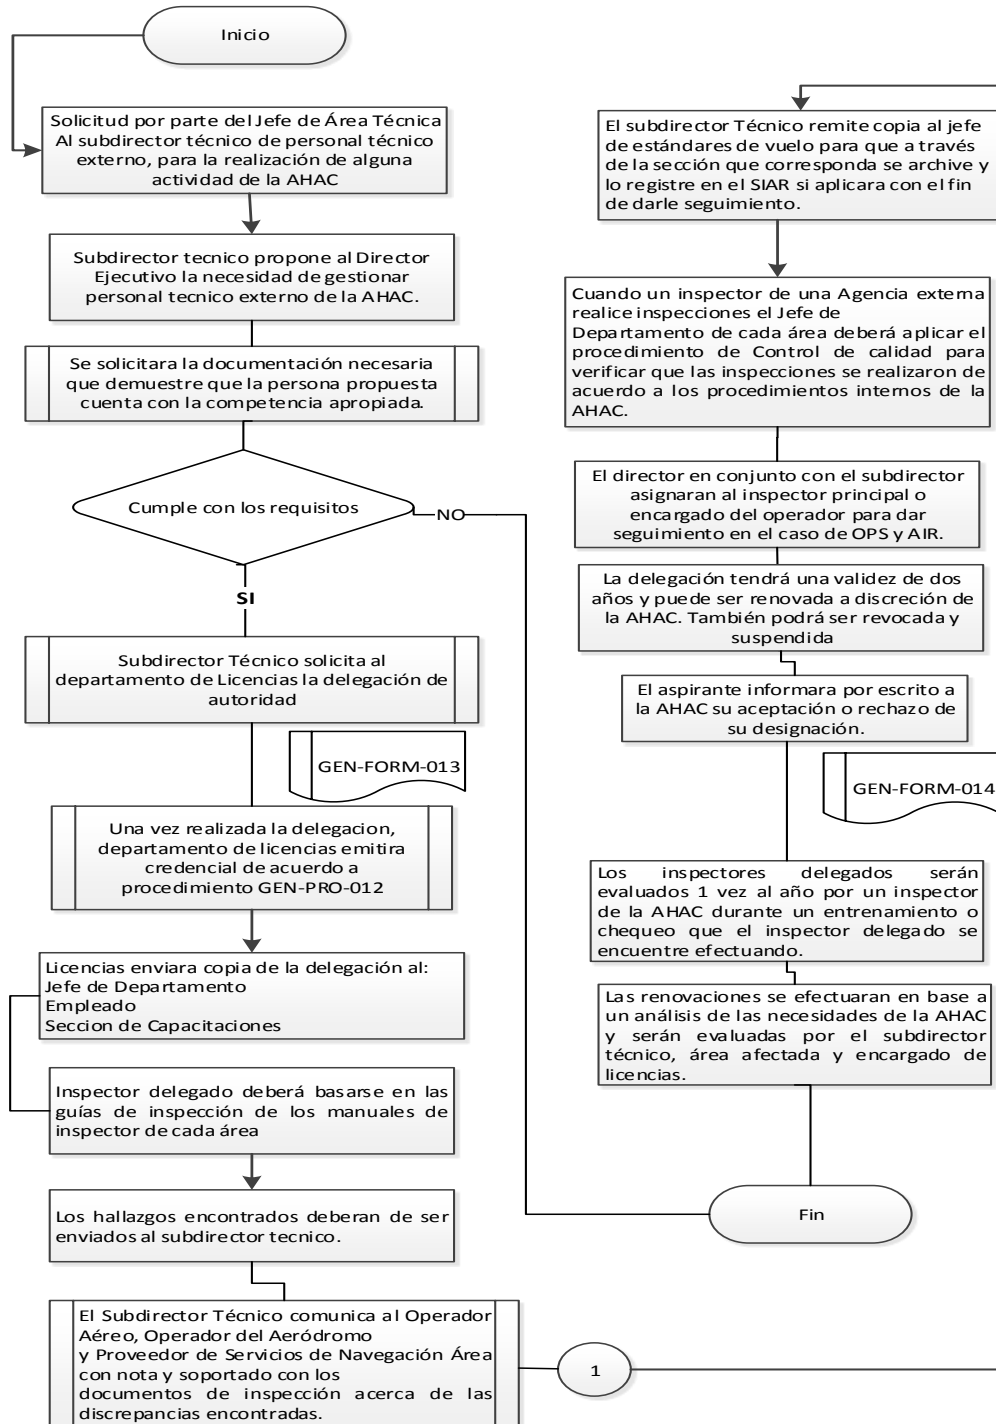 Inicio
Solicitud por parte del Jefe de Área Técnica
Al subdirector técnico de personal técnico
externo, para la realización de alguna
actividad de la AHAC
Subdirector tecnico propone al Director
Ejecutivo la necesidad de gestionar
personal tecnico externo de la AHAC.
Se solicitara la documentación necesaria
que demuestre que la persona propuesta
cuenta con la competencia apropiada.
Cumple con los requisitos
NO
SI
Subdirector Técnico solicita al
departamento de Licencias la delegación de
autoridad
GEN-FORM-013
Una vez realizada la delegacion,
departamento de licencias emitira
credencial de acuerdo a
procedimiento GEN-PRO-012
Licencias enviara copia de la delegación al:
Jefe de Departamento
Empleado
Seccion de Capacitaciones
Inspector delegado deberá basarse en las
guías de inspección de los manuales de
inspector de cada área
Los hallazgos encontrados deberan de ser
enviados al subdirector tecnico.
El Subdirector Técnico comunica al Operador
Aéreo, Operador del Aeródromo
y Proveedor de Servicios de Navegación Área
con nota y soportado con los
documentos de inspección acerca de las
discrepancias encontradas.
1
El subdirector Técnico remite copia al jefe
de estándares de vuelo para que a través
de la sección que corresponda se archive y
lo registre en el SIAR si aplicara con el fin
de darle seguimiento.
Cuando un inspector de una Agencia externa
realice inspecciones el Jefe de
Departamento de cada área deberá aplicar el
procedimiento de Control de calidad para
verificar que las inspecciones se realizaron de
acuerdo a los procedimientos internos de la
AHAC.
El director en conjunto con el subdirector
asignaran al inspector principal o
encargado del operador para dar
seguimiento en el caso de OPS y AIR.
La delegación tendrá una validez de dos
años y puede ser renovada a discreción de
la AHAC. También podrá ser revocada y
suspendida
El aspirante informara por escrito a
la AHAC su aceptación o rechazo de
su designación.
GEN-FORM-014
Los inspectores delegados serán
evaluados 1 vez al año por un inspector
de la AHAC durante un entrenamiento o
chequeo que el inspector delegado se
encuentre efectuando.
Las renovaciones se efectuaran en base a
un análisis de las necesidades de la AHAC
y serán evaluadas por el subdirector
técnico, área afectada y encargado de
licencias.
Fin